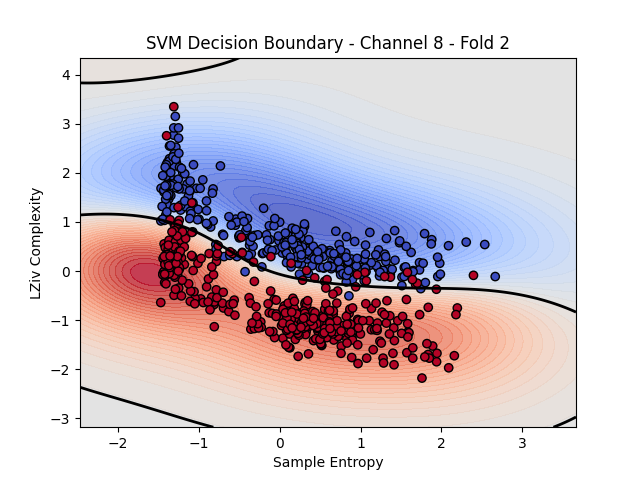 SVM Decision Boundary - Channel 8 - Fold 2
4
3
2
1
0
−1
−2
−3
LZiv Complexity
−2 −1 0 1 2 3
Sample Entropy